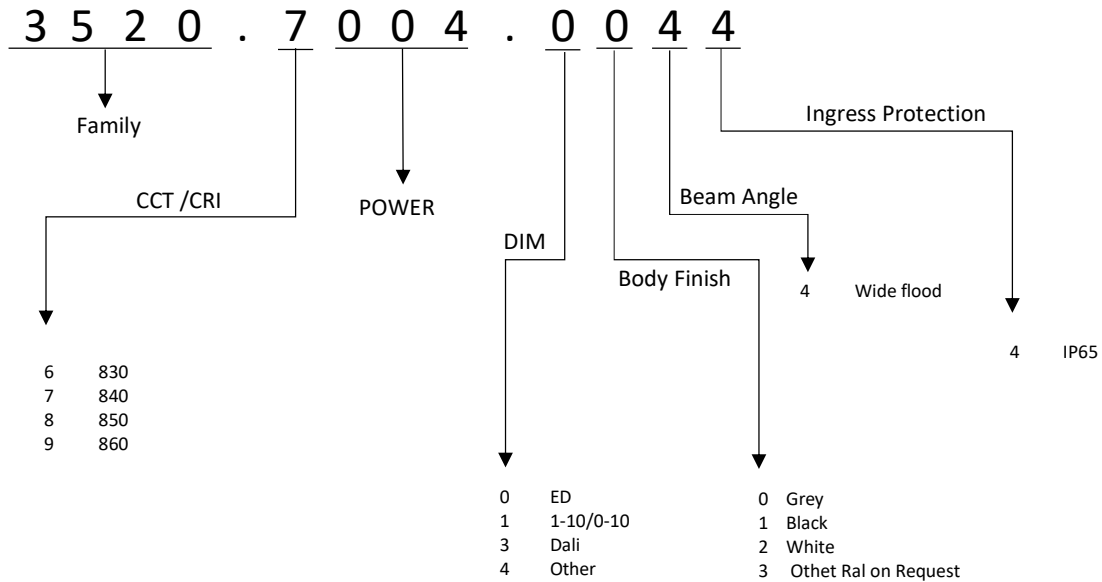 3520.7004.0044
Family
Ingress Protection
CCT /CRI
POWER
Beam Angle
DIM
Body Finish
4 Wide flood
4 IP65
6 830
7 840
8 850
9 860
0 ED
1 1-10/0-10
3 Dali
4 Other
0 Grey
1 Black
2 White
3 Othet Ral on Request